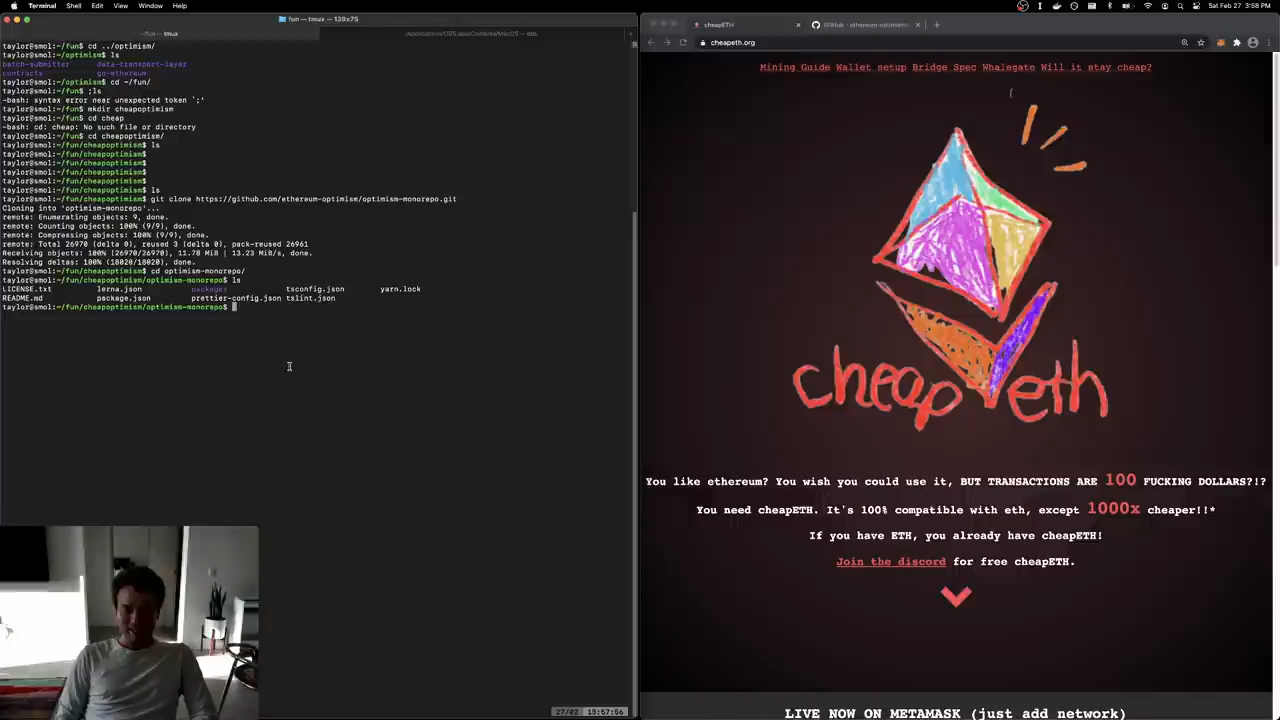 Terminal Shell Edit View Window Help
Sat Feb 27 3:58 PM
fun — tmux — 139x75
~/fun — tmux
taylor@smol:~/fun$ cd ../optimism/
taylor@smol:~/optimism$ ls
batch-submitter data-transport-layer
contracts go-ethereum
taylor@smol:~/optimism$ cd ~/fun/
taylor@smol:~/fun$ ;ls
-bash: syntax error near unexpected token `;'
taylor@smol:~/fun$ mkdir cheapoptimism
taylor@smol:~/fun$ cd cheap
-bash: cd: cheap: No such file or directory
taylor@smol:~/fun$ cd cheapoptimism/
taylor@smol:~/fun/cheapoptimism$ ls
taylor@smol:~/fun/cheapoptimism$
taylor@smol:~/fun/cheapoptimism$
taylor@smol:~/fun/cheapoptimism$
taylor@smol:~/fun/cheapoptimism$
taylor@smol:~/fun/cheapoptimism$ ls
taylor@smol:~/fun/cheapoptimism$ git clone https://github.com/ethereum-optimism/optimism-monorepo.git
Cloning into 'optimism-monorepo'...
remote: Enumerating objects: 9, done.
remote: Counting objects: 100% (9/9), done.
remote: Compressing objects: 100% (9/9), done.
remote: Total 26970 (delta 0), reused 3 (delta 0), pack-reused 26961
Receiving objects: 100% (26970/26970), 11.78 MiB | 13.23 MiB/s, done.
Resolving deltas: 100% (18020/18020), done.
taylor@smol:~/fun/cheapoptimism$ cd optimism-monorepo/
taylor@smol:~/fun/cheapoptimism/optimism-monorepo$ ls
LICENSE.txt lerna.json packages tsconfig.json yarn.lock
README.md package.json prettier-config.json tslint.json
taylor@smol:~/fun/cheapoptimism/optimism-monorepo$
27/02 15:57:56
cheapETH
cheapeth.org
Mining Guide Wallet setup Bridge Spec Whalegate Will it stay cheap?
cheap eth
You like ethereum? You wish you could use it, BUT TRANSACTIONS ARE 100 FUCKING DOLLARS?!?
You need cheapETH. It's 100% compatible with eth, except 1000x cheaper!!*
If you have ETH, you already have cheapETH!
Join the discord for free cheapETH.
LIVE NOW ON METAMASK (just add network)